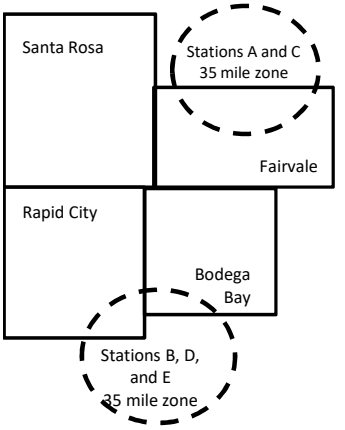 Santa Rosa
Stations A and C
35 mile zone
Fairvale
Rapid City
Bodega
Bay
Stations B, D,
and E
35 mile zone